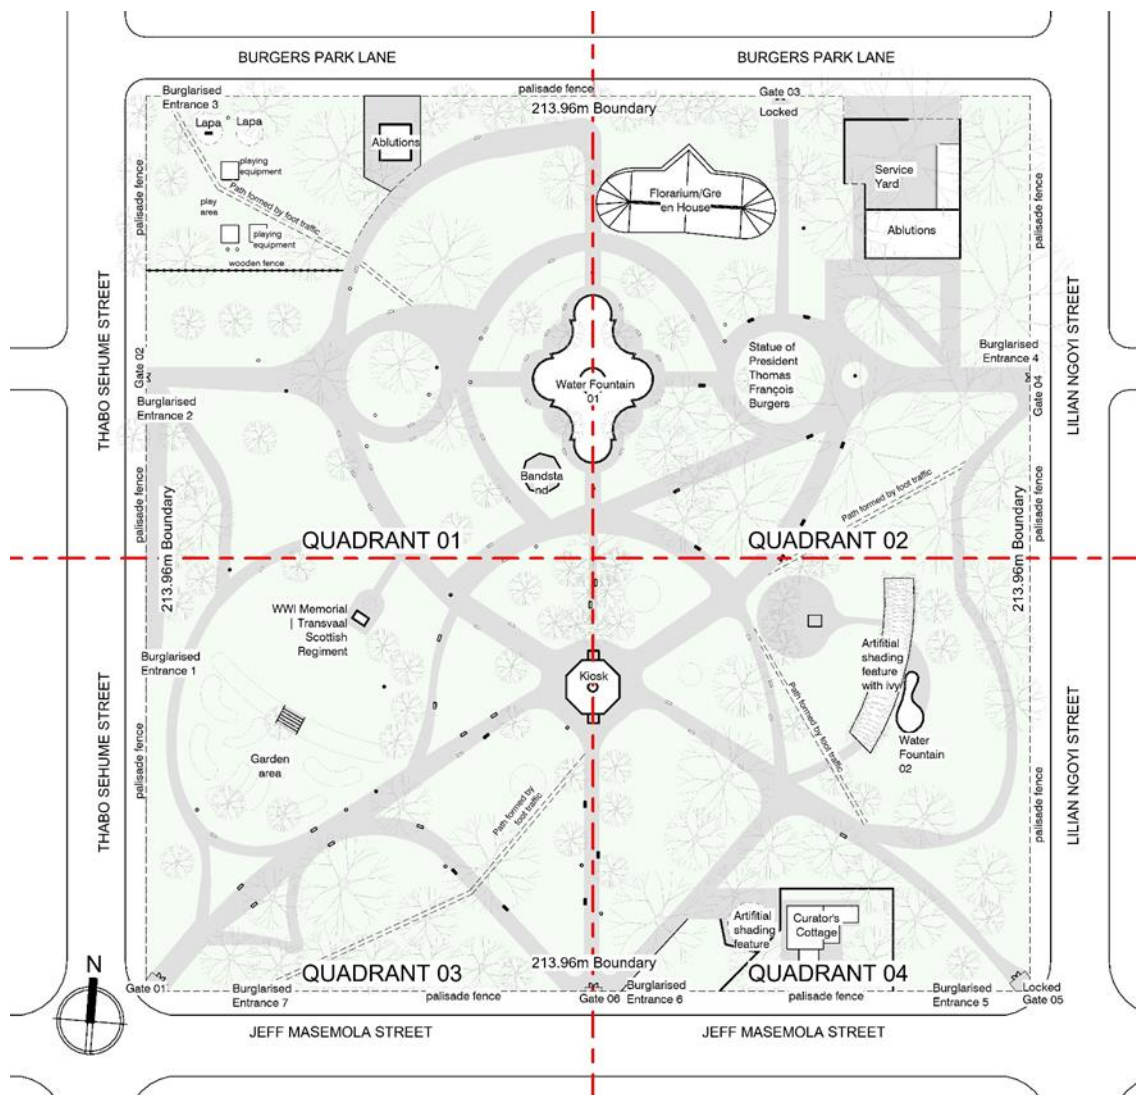 BURGERS PARK LANE
BURGERS PARK LANE
Burglarised
Entrance 3
palisade fence
213.96m Boundary
Gate 03
Locked
Lapa
Lapa
Ablutions
playing
equipment
Path formed by foot traffic
play
area
playing
equipment
wooden fence
palisade fence
Florarium/Gre
en House
Service
Yard
Ablutions
palisade fence
THABO SEHUME STREET
LILIAN NGOYI STREET
Gate 02
Burglarised
Entrance 2
Water Fountain
01
Statue of
President
Thomas
François
Burgers
Burglarised
Entrance 4
Gate 04
Bandsta
nd
palisade fence
Path formed by foot traffic
palisade fence
QUADRANT 01
QUADRANT 02
213.96m Boundary
213.96m Boundary
WWI Memorial
| Transvaal
Scottish
Regiment
Burglarised
Entrance 1
Kiosk
Artifitial
shading
feature
with ivy
Path formed by foot traffic
Water
Fountain
02
THABO SEHUME STREET
LILIAN NGOYI STREET
palisade fence
palisade fence
Garden
area
Path formed by
foot traffic
Artifitial
shading
feature
Curator's
Cottage
N
QUADRANT 03
213.96m Boundary
QUADRANT 04
Gate 01
Burglarised
Entrance 7
palisade fence
Gate 06
Burglarised
Entrance 6
palisade fence
Burglarised
Entrance 5
Locked
Gate 05
JEFF MASEMOLA STREET
JEFF MASEMOLA STREET